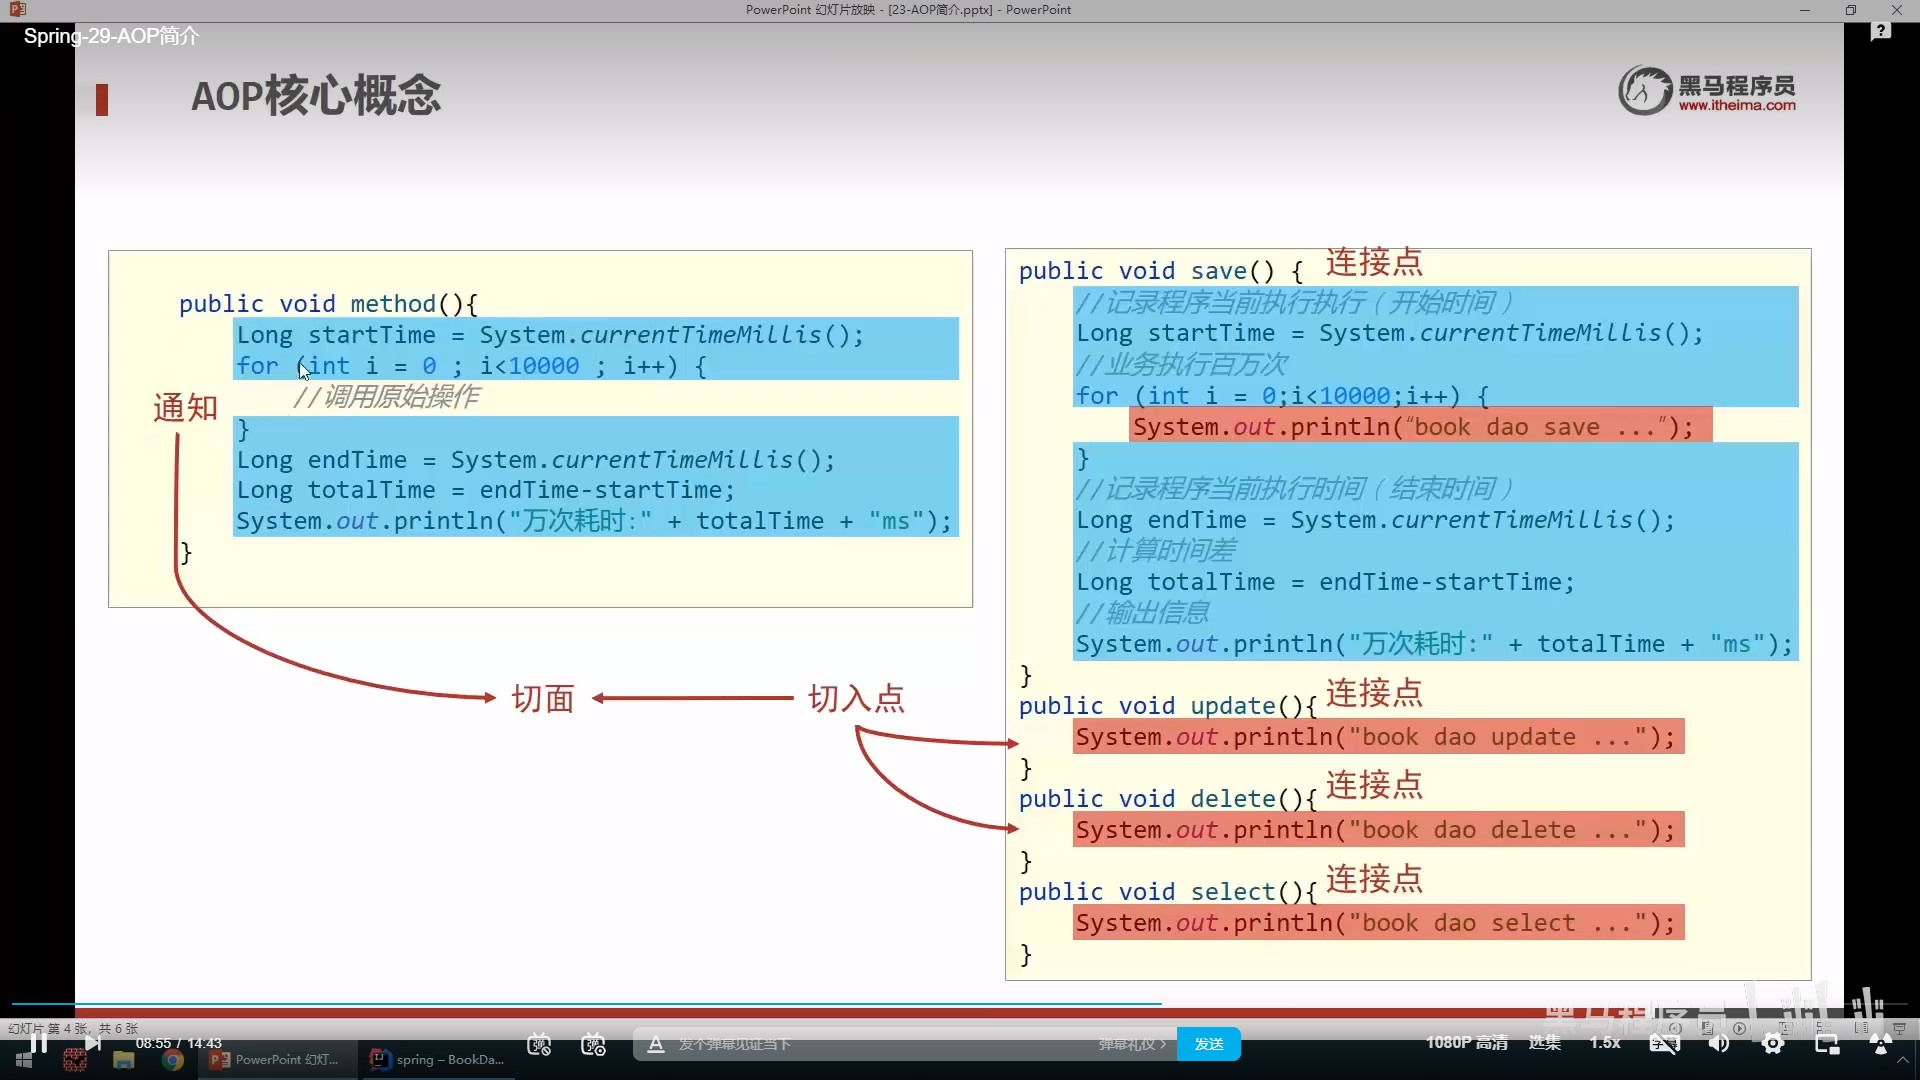 PowerPoint 幻灯片放映 - [23-AOP简介.pptx] - PowerPoint
Spring-29-AOP简介
AOP核心概念
黑马程序员
www.itheima.com
public void method(){
Long startTime = System.currentTimeMillis();
for (int i = 0 ; i<10000 ; i++) {
//调用原始操作
}
Long endTime = System.currentTimeMillis();
Long totalTime = endTime-startTime;
System.out.println("万次耗时:" + totalTime + "ms");
}
通知
切面
切入点
public void save() {
连接点
//记录程序当前执行执行（开始时间）
Long startTime = System.currentTimeMillis();
//业务执行百万次
for (int i = 0;i<10000;i++) {
System.out.println(“book dao save ...”);
}
//记录程序当前执行时间（结束时间）
Long endTime = System.currentTimeMillis();
//计算时间差
Long totalTime = endTime-startTime;
//输出信息
System.out.println("万次耗时:" + totalTime + "ms");
}
public void update(){
连接点
System.out.println("book dao update ...");
}
public void delete(){
连接点
System.out.println("book dao delete ...");
}
public void select(){
连接点
System.out.println("book dao select ...");
}
幻灯片 第 4 张，共 6 张
08:55 / 14:43
发个弹幕见证当下
弹幕礼仪 >
发送
1080P 高清
选集
1.5x
PowerPoint 幻灯...
spring – BookDa...